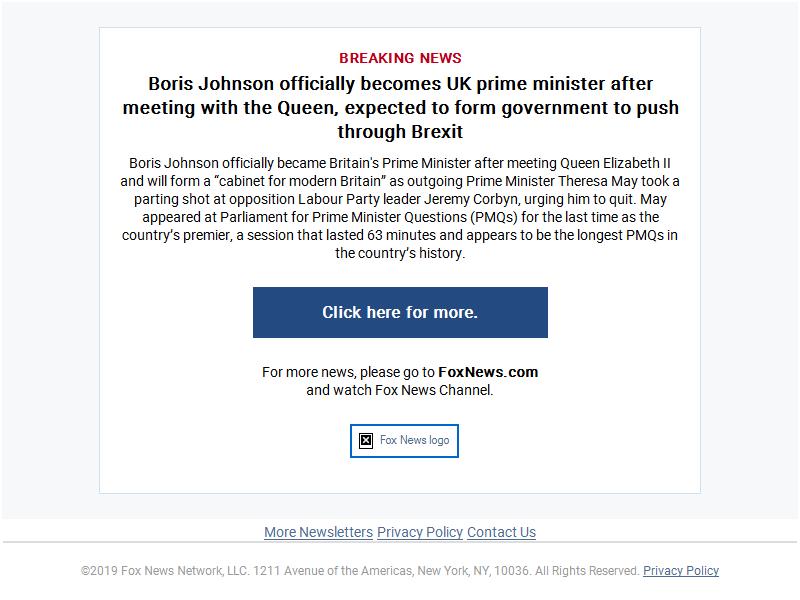 BREAKING NEWS
Boris Johnson officially becomes UK prime minister after
meeting with the Queen, expected to form government to push
through Brexit
Boris Johnson officially became Britain's Prime Minister after meeting Queen Elizabeth II
and will form a “cabinet for modern Britain” as outgoing Prime Minister Theresa May took a
parting shot at opposition Labour Party leader Jeremy Corbyn, urging him to quit. May
appeared at Parliament for Prime Minister Questions (PMQs) for the last time as the
country’s premier, a session that lasted 63 minutes and appears to be the longest PMQs in
the country’s history.
Click here for more.
For more news, please go to FoxNews.com
and watch Fox News Channel.
Fox News logo
More Newsletters Privacy Policy Contact Us
©2019 Fox News Network, LLC. 1211 Avenue of the Americas, New York, NY, 10036. All Rights Reserved. Privacy Policy